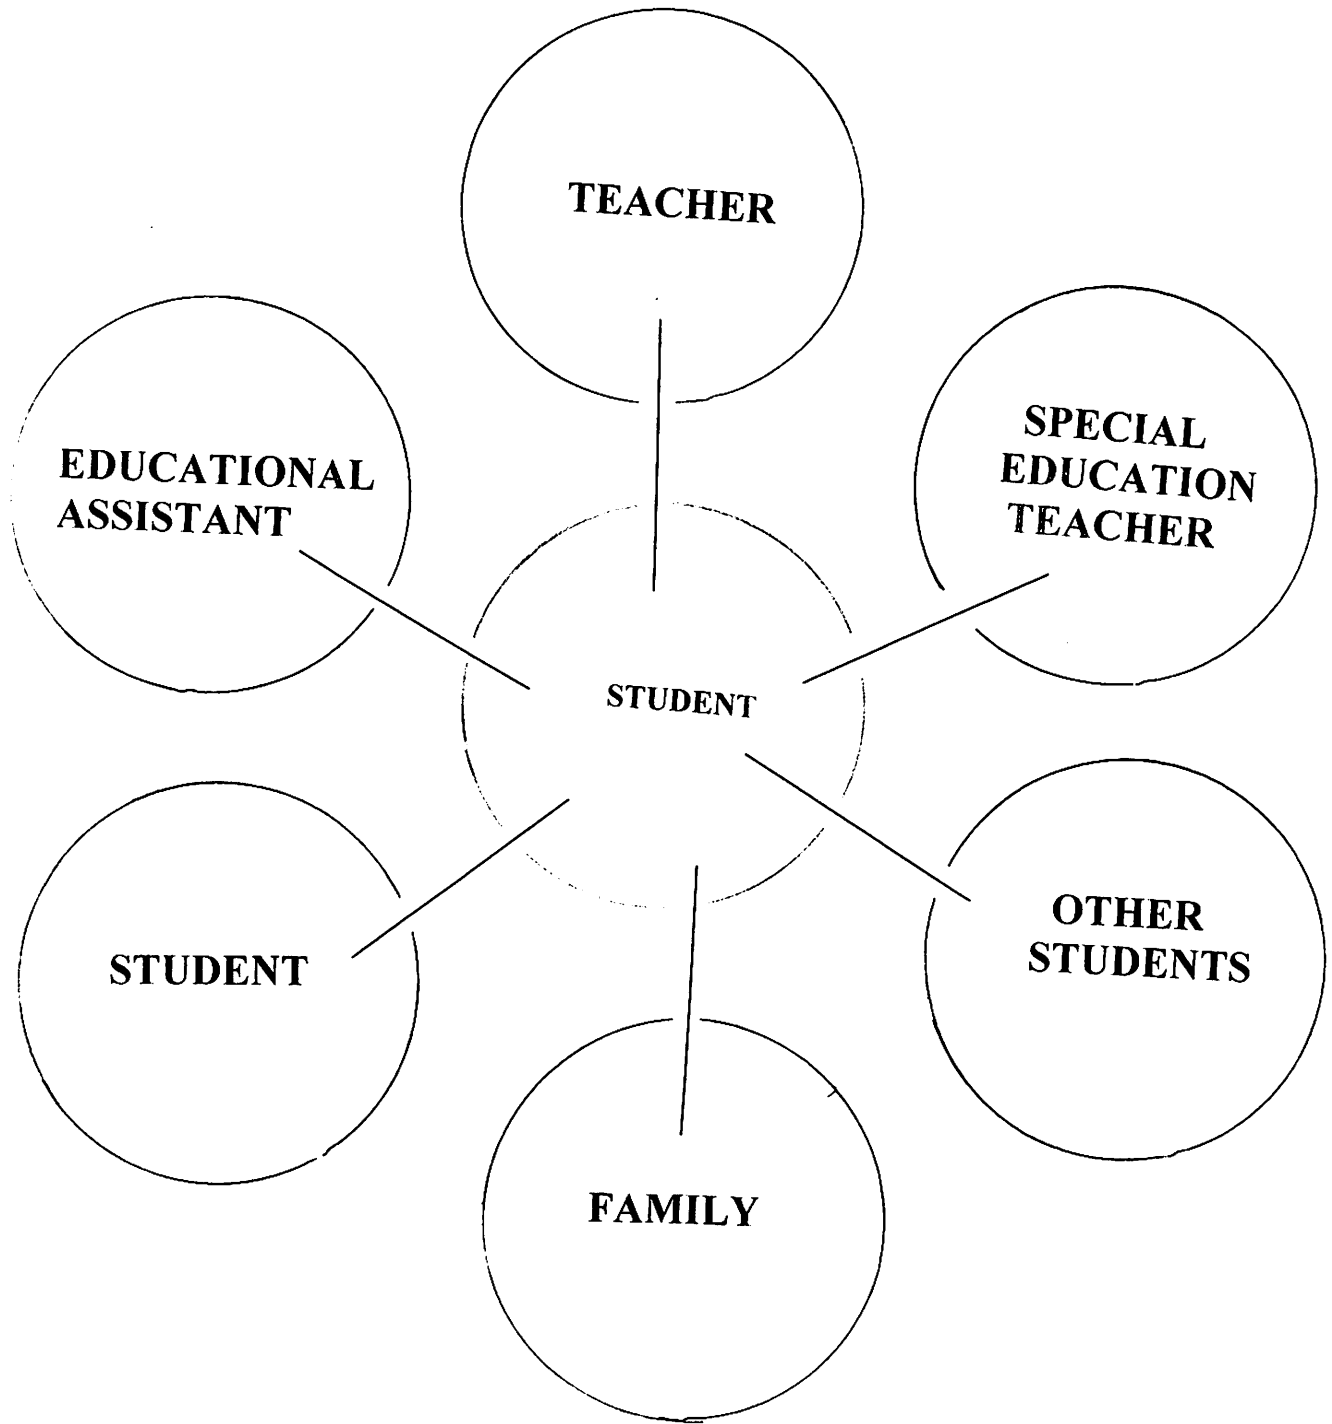 TEACHER
EDUCATIONAL
ASSISTANT
SPECIAL
EDUCATION
TEACHER
STUDENT
STUDENT
OTHER
STUDENTS
FAMILY